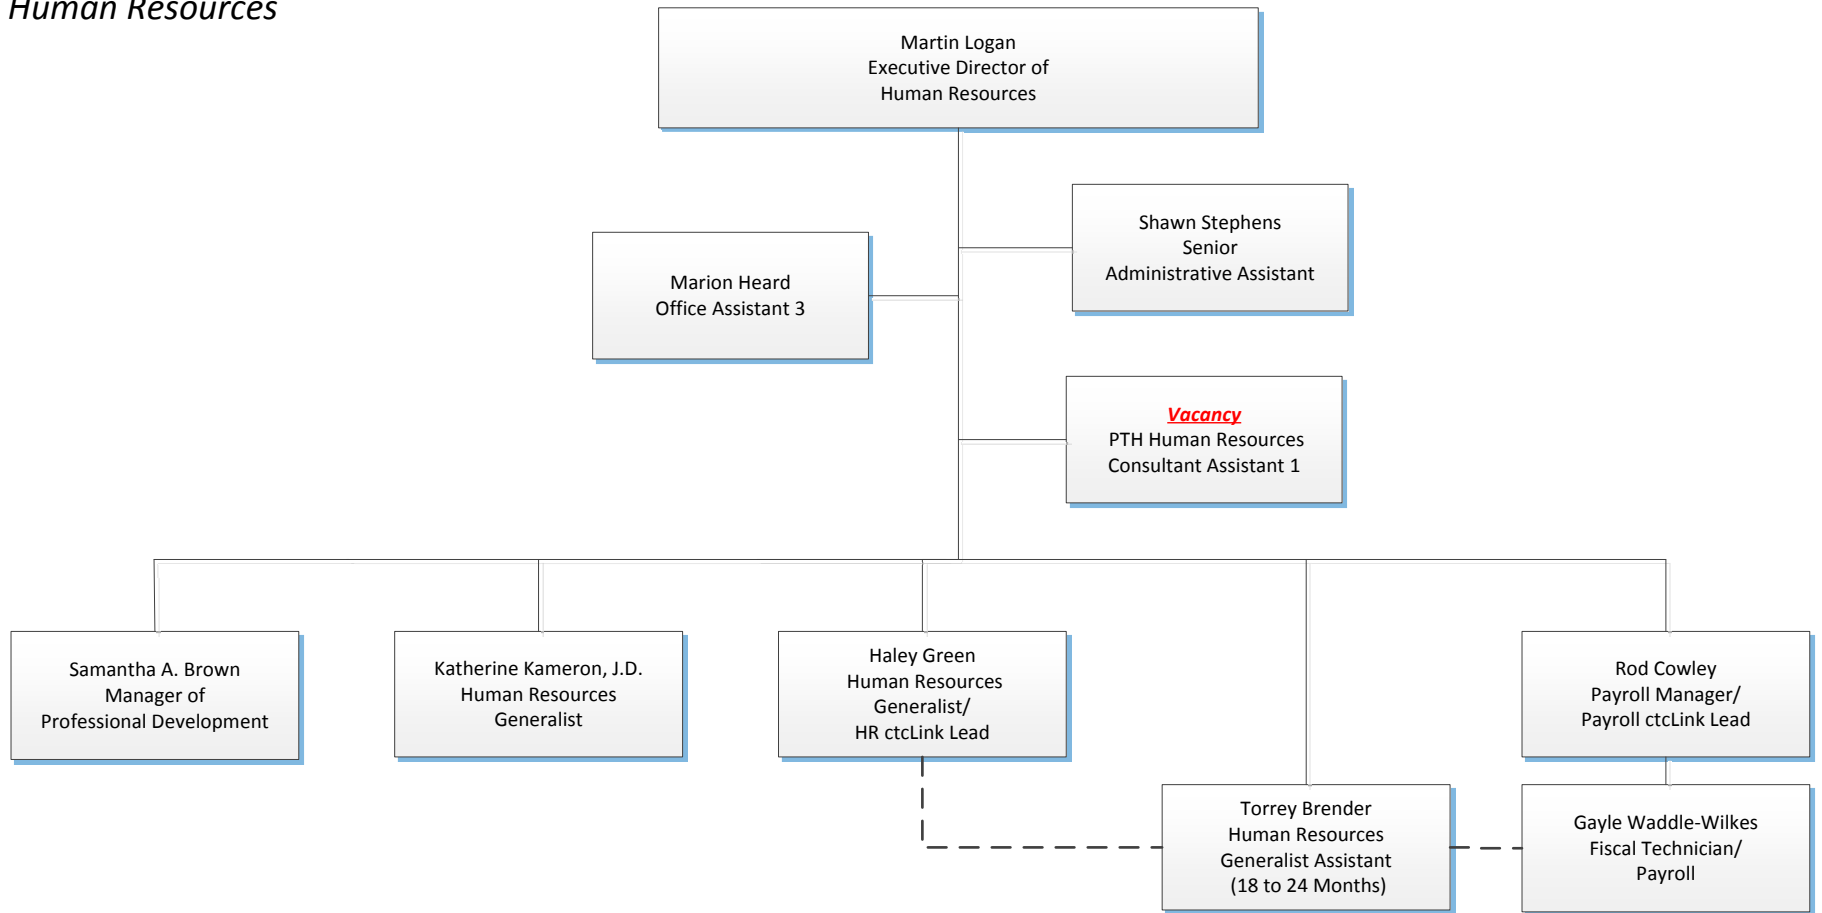 Human Resources
Martin Logan
Executive Director of
Human Resources
Shawn Stephens
Senior
Administrative Assistant
Marion Heard
Office Assistant 3
Vacancy
PTH Human Resources
Consultant Assistant 1
Samantha A. Brown
Manager of
Professional Development
Katherine Kameron, J.D.
Human Resources
Generalist
Haley Green
Human Resources
Generalist/
HR ctcLink Lead
Rod Cowley
Payroll Manager/
Payroll ctcLink Lead
Torrey Brender
Human Resources
Generalist Assistant
(18 to 24 Months)
Gayle Waddle-Wilkes
Fiscal Technician/
Payroll